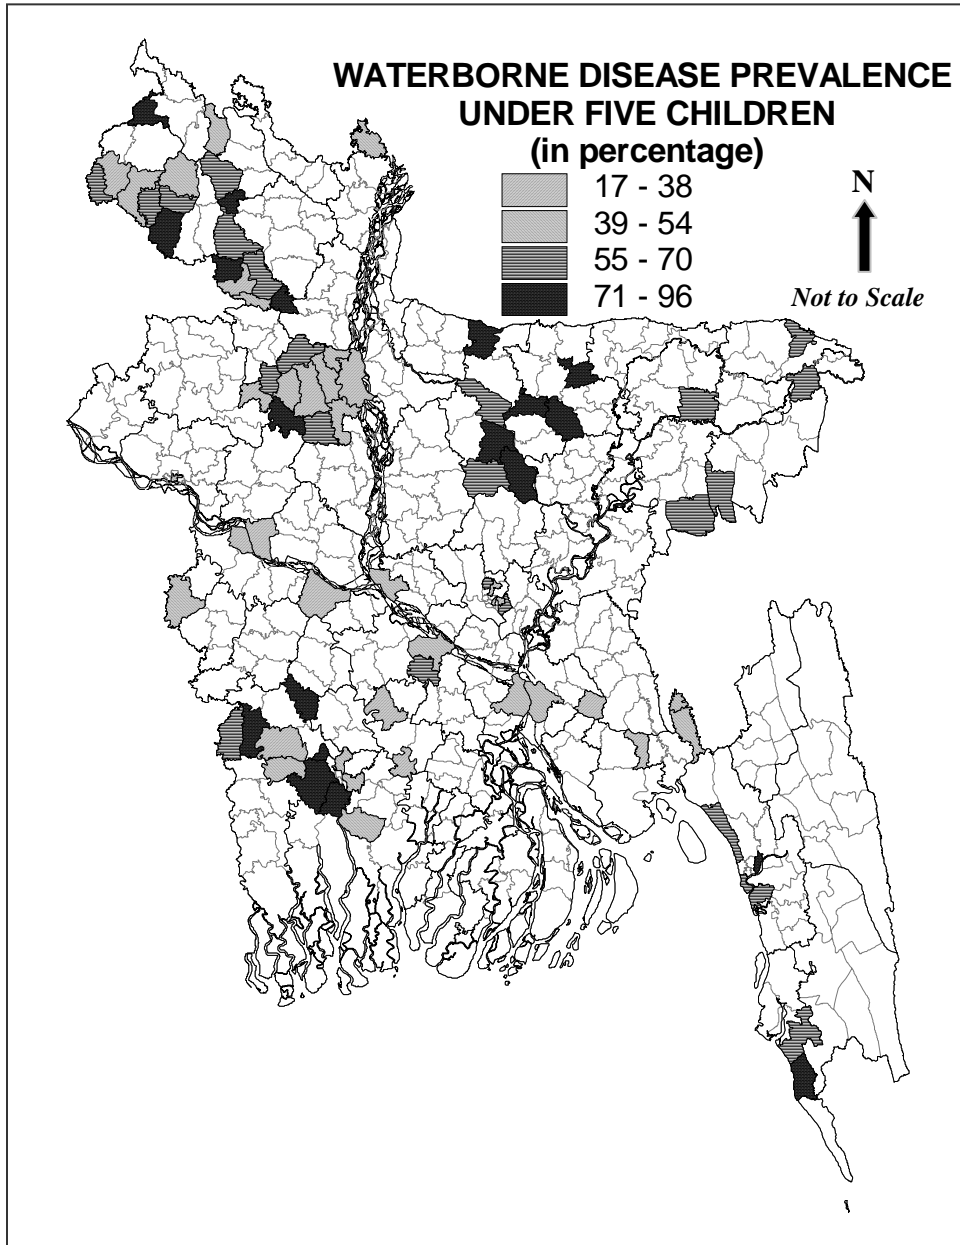 WATERBORNE DISEASE PREVALENCE
UNDER FIVE CHILDREN
(in percentage)
17 - 38
39 - 54
55 - 70
71 - 96
N
Not to Scale